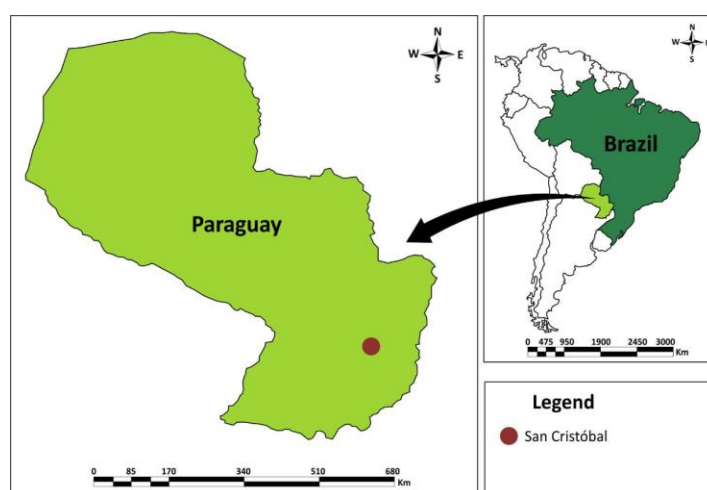 N
W E
S
Paraguay
0 85 170 340 510 680
Km
N
W E
S
Brazil
0 475 950 1900 2450 3000
Km
Legend
San Cristóbal